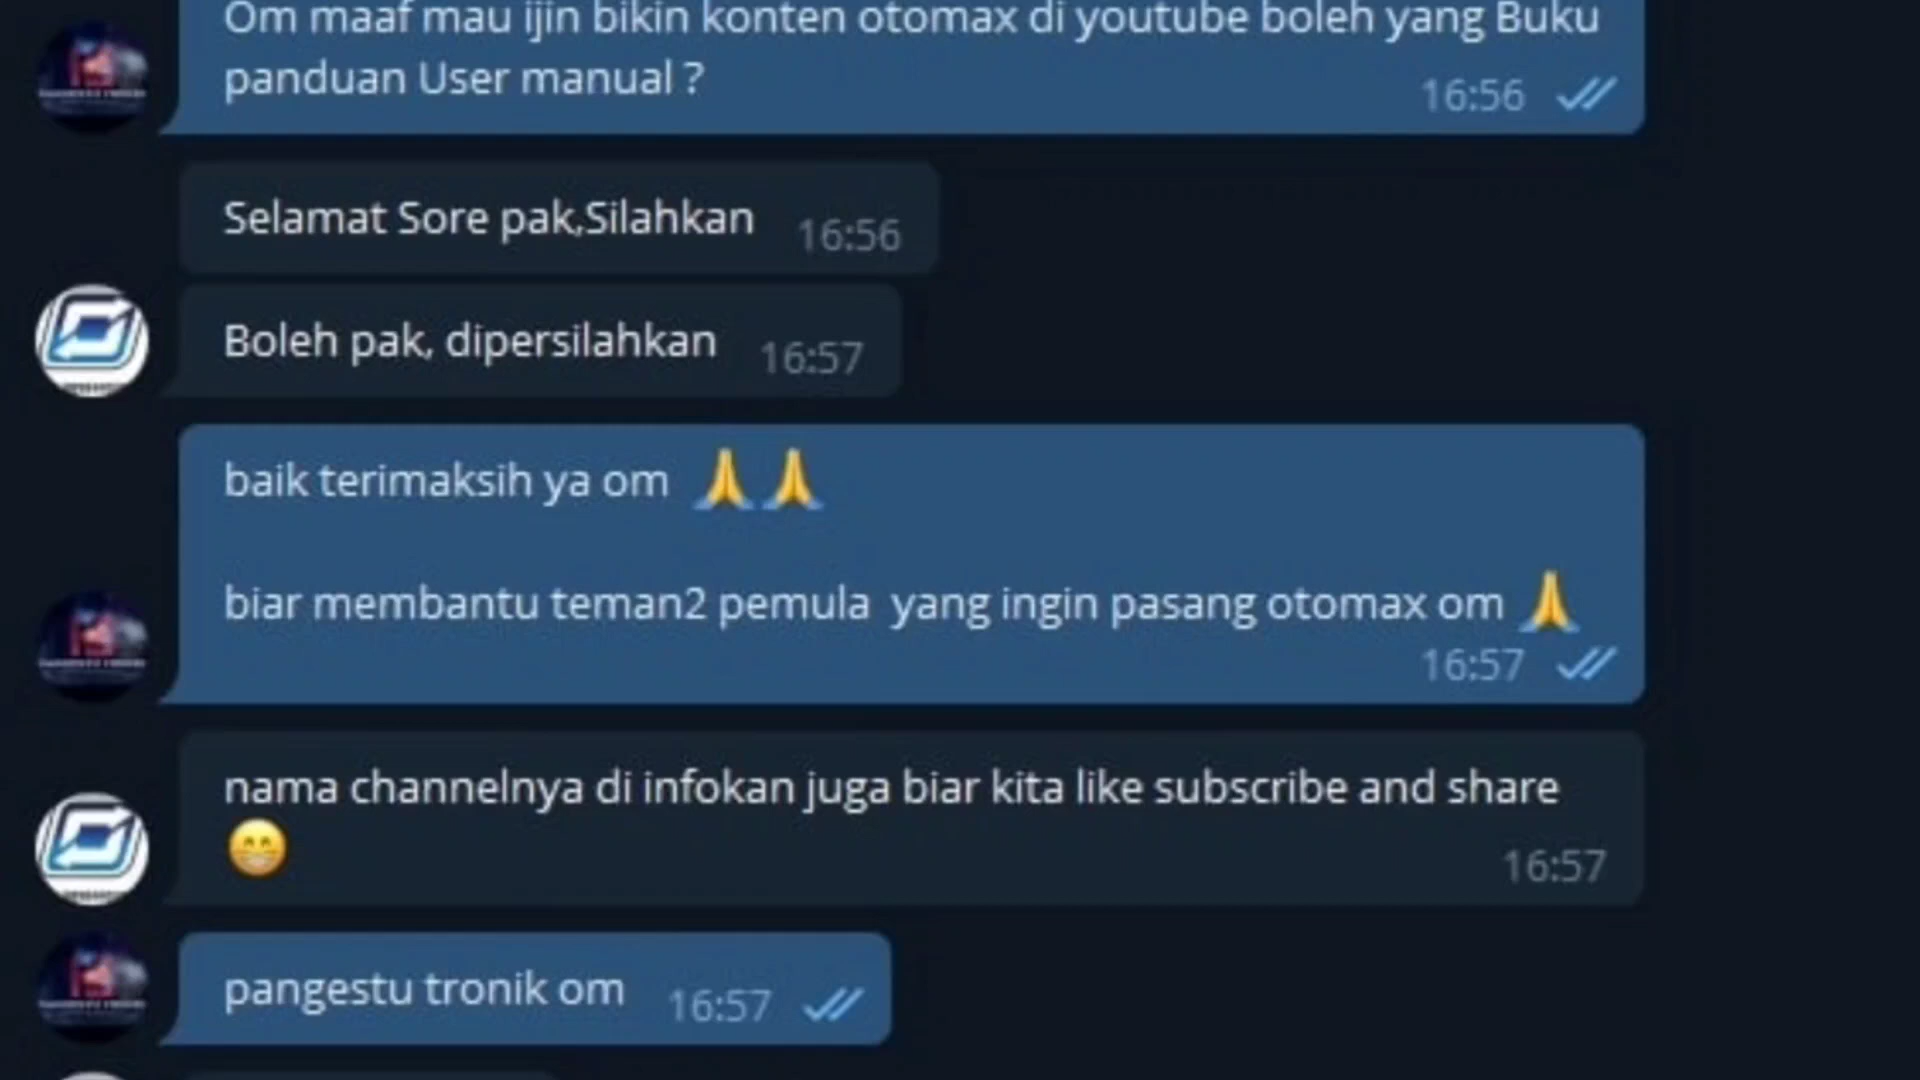 Om maaf mau ijin bikin konten otomax di youtube boleh yang Buku
panduan User manual ?
16:56
Selamat Sore pak,Silahkan 16:56
Boleh pak, dipersilahkan 16:57
baik terimaksih ya om 🙏🙏
biar membantu teman2 pemula yang ingin pasang otomax om 🙏
16:57
nama channelnya di infokan juga biar kita like subscribe and share
😁
16:57
pangestu tronik om 16:57